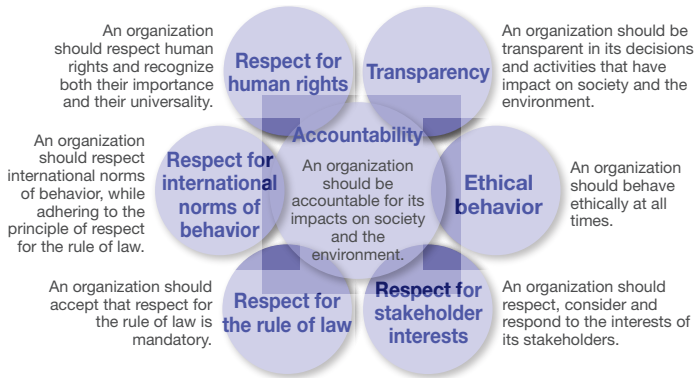 An organization
should respect human
rights and recognize
both their importance
and their universality.
Respect for
human rights
Transparency
An organization should be
transparent in its decisions
and activities that have
impact on society and the
environment.
An organization
should respect
international norms
of behavior, while
adhering to the
principle of respect
for the rule of law.
Respect for
international
norms of
behavior
Accountability
An organization
should be
accountable for its
impacts on society
and the
environment.
Ethical
behavior
An organization
should behave
ethically at all
times.
An organization should
accept that respect for
the rule of law is
mandatory.
Respect for
the rule of law
Respect for
stakeholder
interests
An organization should
respect, consider and
respond to the interests of
its stakeholders.